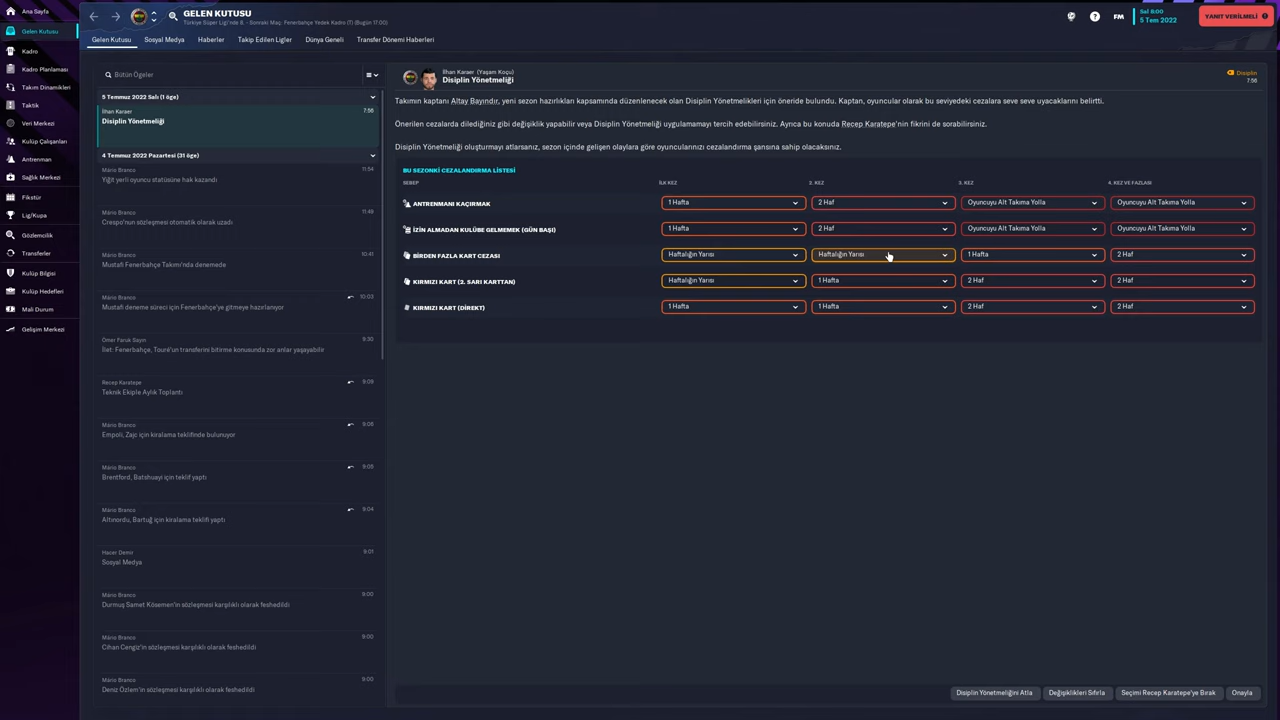 Ana Sayfa
Gelen Kutusu
Kadro
Kadro Planlaması
Takım Dinamikleri
Taktik
Veri Merkezi
Kulüp Çalışanları
Antrenman
Sağlık Merkezi
Fikstür
Lig/Kupa
Gözlemcilik
Transferler
Kulüp Bilgisi
Kulüp Hedefleri
Mali Durum
Gelişim Merkezi
GELEN KUTUSU
Türkiye Süper Lig'inde 8. - Sonraki Maç: Fenerbahçe Yedek Kadro (T) (Bugün 17:00)
FM
Sal 8:00
5 Tem 2022
YANIT VERİLMELİ
Gelen Kutusu
Sosyal Medya
Haberler
Takip Edilen Ligler
Dünya Geneli
Transfer Dönemi Haberleri
Bütün Ögeler
5 Temmuz 2022 Salı (1 öge)
İlhan Karaer 7:56
Disiplin Yönetmeliği
4 Temmuz 2022 Pazartesi (31 öge)
Mário Branco 11:54
Yiğit yerli oyuncu statüsüne hak kazandı
Mário Branco 11:49
Crespo'nun sözleşmesi otomatik olarak uzadı
Mário Branco 10:41
Mustafi Fenerbahçe Takımı'nda denemede
Mário Branco 10:03
Mustafi deneme süreci için Fenerbahçe'ye gitmeye hazırlanıyor
Ömer Faruk Sayın 9:30
İlet: Fenerbahçe, Touré'un transferini bitirme konusunda zor anlar yaşayabilir
Recep Karatepe 9:09
Teknik Ekiple Aylık Toplantı
Mário Branco 9:06
Empoli, Zajc için kiralama teklifinde bulunuyor
Mário Branco 9:05
Brentford, Batshuayi için teklif yaptı
Mário Branco 9:04
Altınordu, Bartuğ için kiralama teklifi yaptı
Hacer Demir 9:01
Sosyal Medya
Mário Branco 9:00
Durmuş Samet Kösemen'in sözleşmesi karşılıklı olarak feshedildi
Mário Branco 9:00
Cihan Cengiz'in sözleşmesi karşılıklı olarak feshedildi
Mário Branco 9:00
Deniz Özlem'in sözleşmesi karşılıklı olarak feshedildi
İlhan Karaer (Yaşam Koçu)
Disiplin Yönetmeliği
Disiplin
7:56
Takımın kaptanı Altay Bayındır, yeni sezon hazırlıkları kapsamında düzenlenecek olan Disiplin Yönetmelikleri için öneride bulundu. Kaptan, oyuncular olarak bu seviyedeki cezalara seve seve uyacaklarını belirtti.
Önerilen cezalarda dilediğiniz gibi değişiklik yapabilir veya Disiplin Yönetmeliği uygulamamayı tercih edebilirsiniz. Ayrıca bu konuda Recep Karatepe'nin fikrini de sorabilirsiniz.
Disiplin Yönetmeliği oluşturmayı atlarsanız, sezon içinde gelişen olaylara göre oyuncularınızı cezalandırma şansına sahip olacaksınız.
BU SEZONKİ CEZALANDIRMA LİSTESİ
SEBEP İLK KEZ 2. KEZ 3. KEZ 4. KEZ VE FAZLASI
ANTRENMANI KAÇIRMAK 1 Hafta 2 Haf Oyuncuyu Alt Takıma Yolla Oyuncuyu Alt Takıma Yolla
İZİN ALMADAN KULÜBE GELMEMEK (GÜN BAŞI) 1 Hafta 2 Haf Oyuncuyu Alt Takıma Yolla Oyuncuyu Alt Takıma Yolla
BİRDEN FAZLA KART CEZASI Haftalığın Yarısı Haftalığın Yarısı 1 Hafta 2 Haf
KIRMIZI KART (2. SARI KARTTAN) Haftalığın Yarısı 1 Hafta 2 Haf 2 Haf
KIRMIZI KART (DİREKT) 1 Hafta 1 Hafta 2 Haf 2 Haf
Disiplin Yönetmeliğini Atla
Değişiklikleri Sıfırla
Seçimi Recep Karatepe'ye Bırak
Onayla